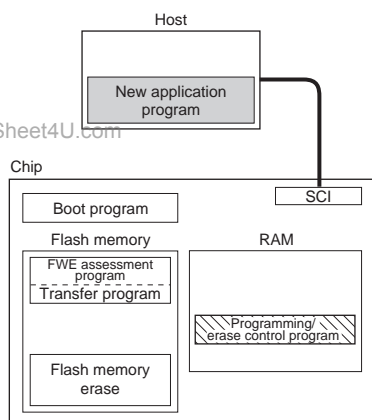 Host
New application
program
Sheet4U.com
Chip
SCI
Boot program
Flash memory
RAM
FWE assessment
program
Transfer program
Programming/
erase control program
Flash memory
erase